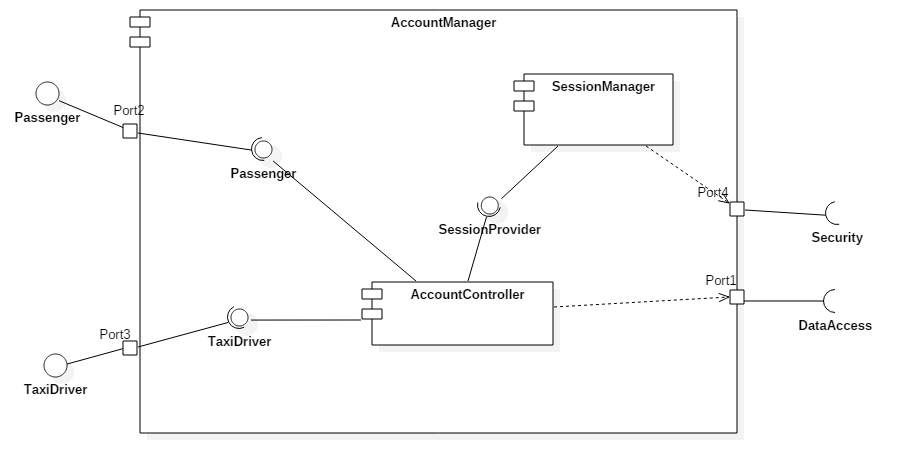 AccountManager
SessionManager
Passenger
Port2
Passenger
Port4
SessionProvider
Security
Port1
AccountController
DataAccess
Port3
TaxiDriver
TaxiDriver